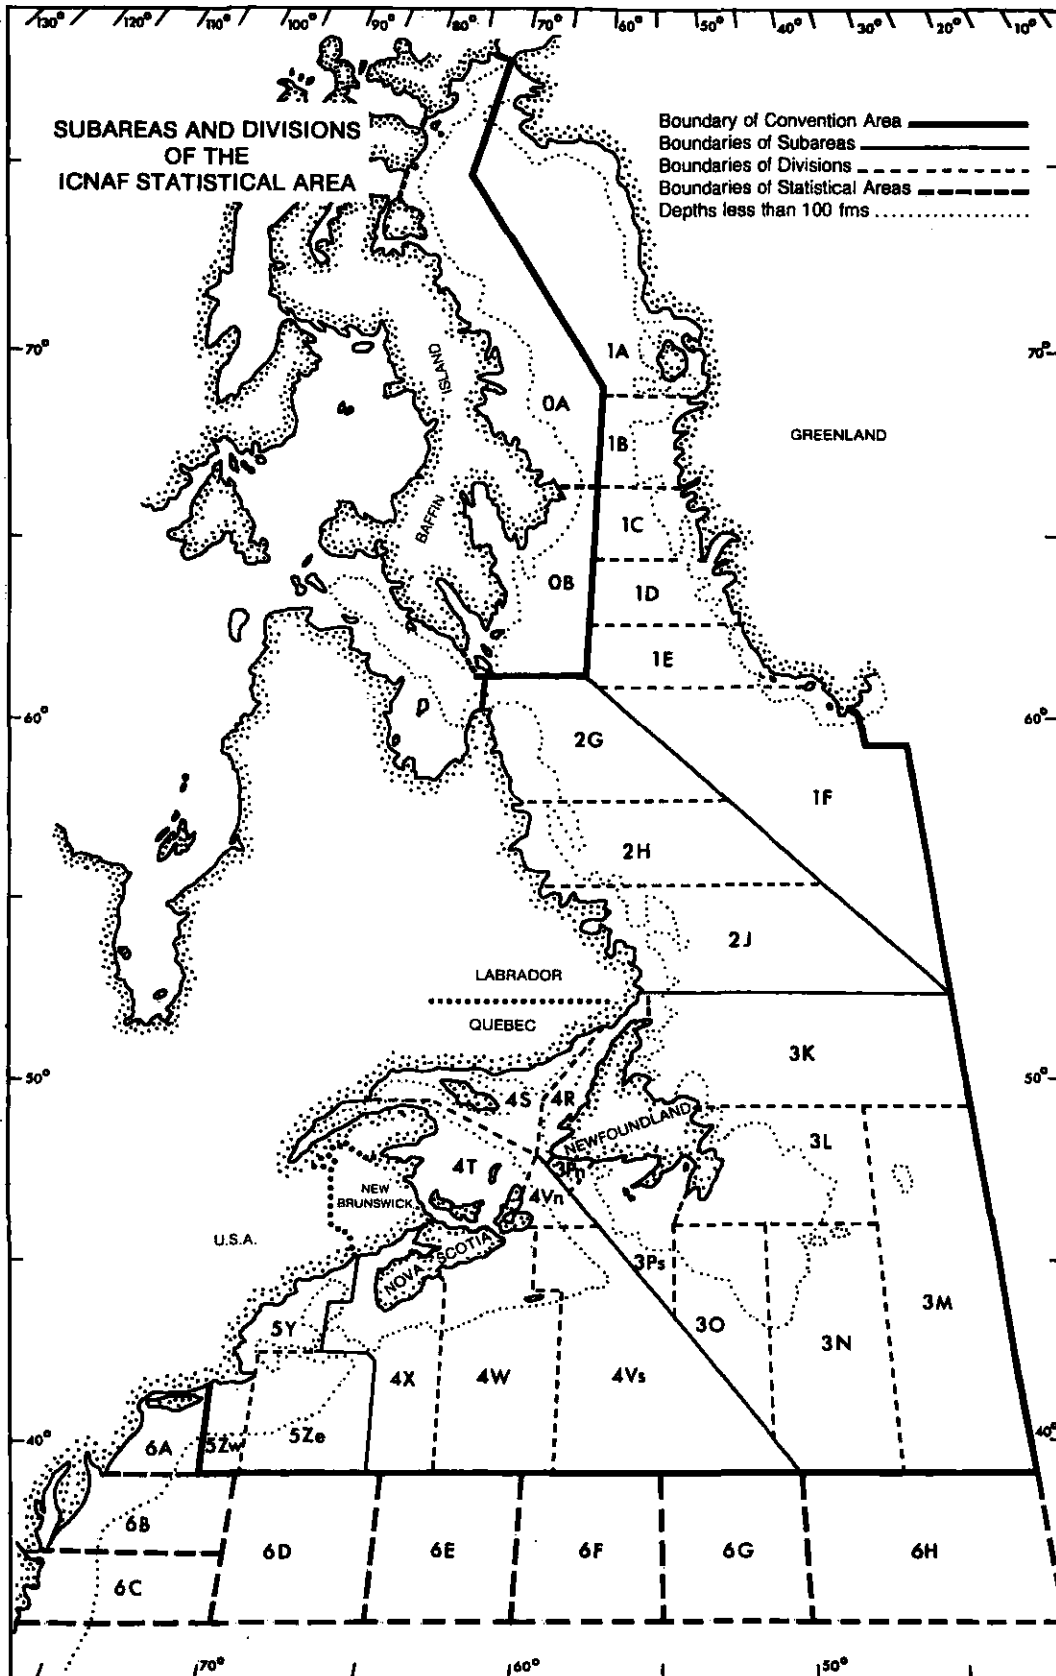 130° 120° 110° 100° 90° 80° 70° 60° 50° 40° 30° 20° 10°
SUBAREAS AND DIVISIONS
OF THE
ICNAF STATISTICAL AREA
Boundary of Convention Area
Boundaries of Subareas
Boundaries of Divisions
Boundaries of Statistical Areas
Depths less than 100 fms
70° 70°
1A
ISLAND
0A
1B
GREENLAND
BAFFIN
1C
0B
1D
1E
60° 60°
2G
1F
2H
2J
LABRADOR
QUEBEC
3K
50° 50°
4S 4R
NEWFOUNDLAND
3L
4T
3Pn
NEW
BRUNSWICK
4Vn
U.S.A.
NOVA SCOTIA
3Ps
3M
5Y
3O
3N
4X 4W 4Vs
40° 40°
6A 5Zw 5Ze
6B
6D 6E 6F 6G 6H
6C
70° 60° 50°